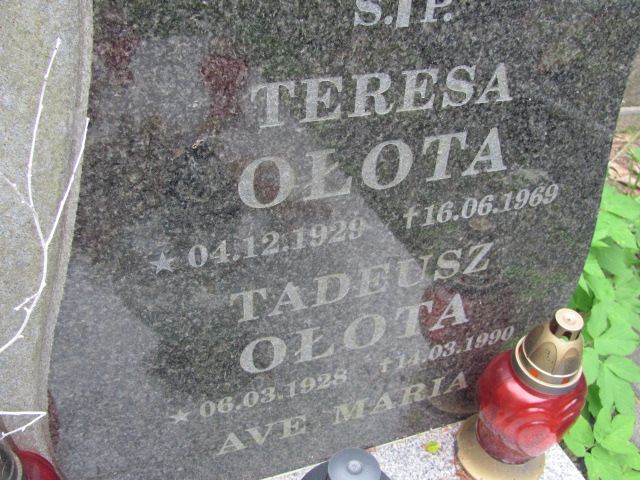 Ś.†P.
TERESA
OŁOTA
★ 04.12.1929 †16.06.1969
TADEUSZ
OŁOTA
★ 06.03.1928 †14.03.1990
AVE MARIA